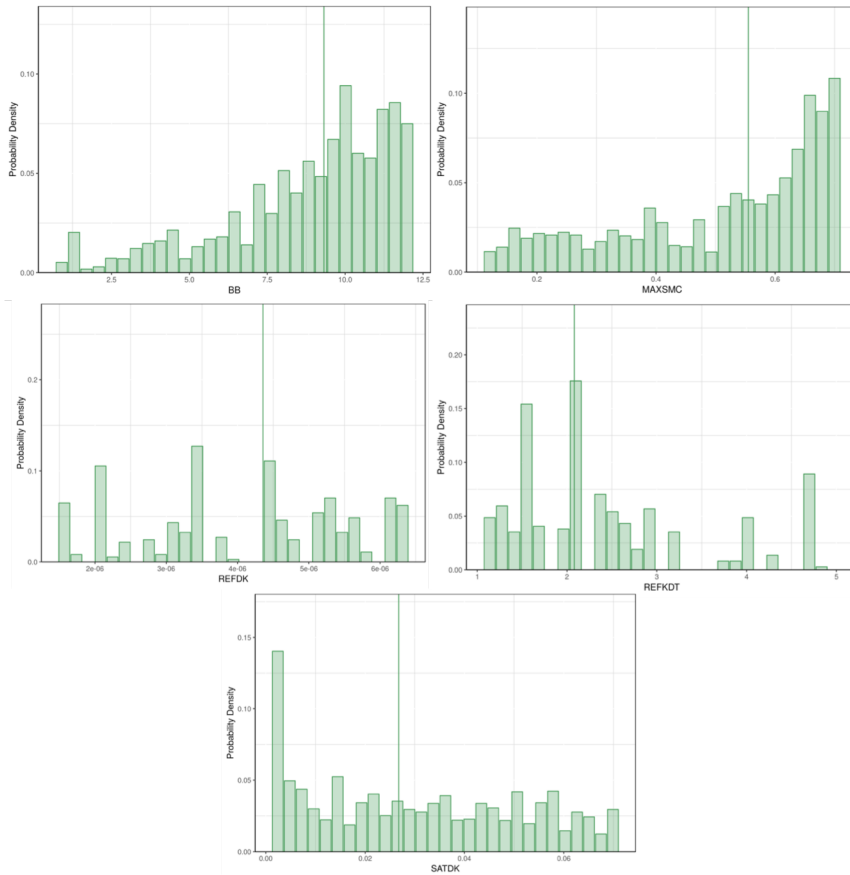 Probability Density
0.10
0.05
0.00
2.5 5.0 7.5 10.0 12.5
BB
Probability Density
0.10
0.05
0.00
0.2 0.4 0.6
MAXSMC
Probability Density
0.2
0.1
0.0
2e-06 3e-06 4e-06 5e-06 6e-06
REFDK
Probability Density
0.20
0.15
0.10
0.05
0.00
1 2 3 4 5
REFKDT
Probability Density
0.15
0.10
0.05
0.00
0.00 0.02 0.04 0.06
SATDK